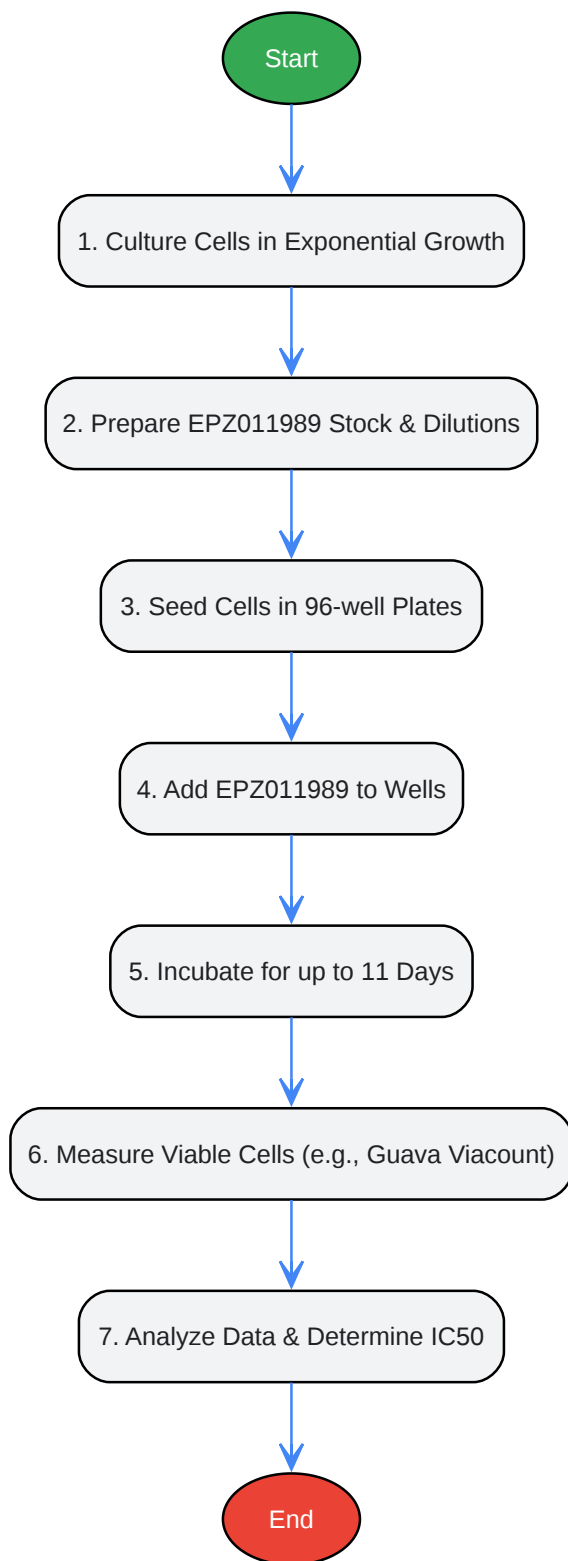 Start
1. Culture Cells in Exponential Growth
2. Prepare EPZ011989 Stock & Dilutions
3. Seed Cells in 96-well Plates
4. Add EPZ011989 to Wells
5. Incubate for up to 11 Days
6. Measure Viable Cells (e.g., Guava Viacount)
7. Analyze Data & Determine IC50
End